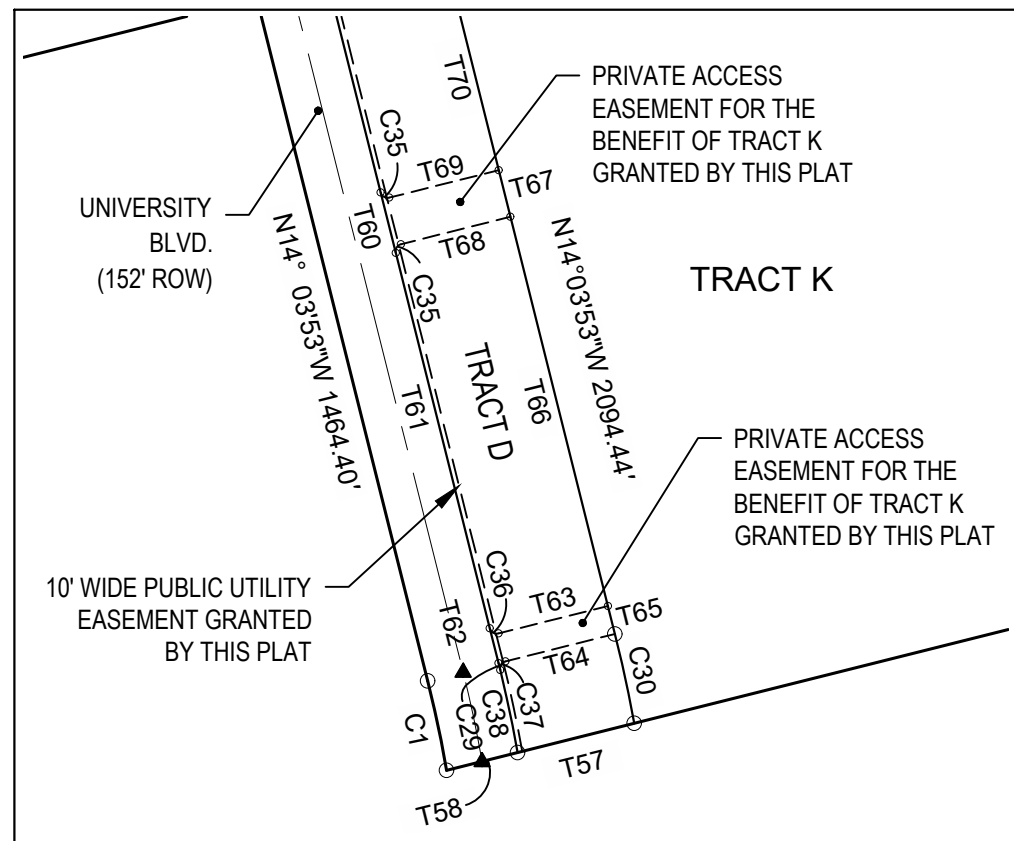 T70
PRIVATE ACCESS
EASEMENT FOR THE
BENEFIT OF TRACT K
GRANTED BY THIS PLAT
C35
T69
T67
UNIVERSITY
BLVD.
(152' ROW)
T60
T68
N14° 03'53"W 1464.40'
C35
N14°03'53"W 2094.44'
TRACT K
TRACT D
T61
T66
PRIVATE ACCESS
EASEMENT FOR THE
BENEFIT OF TRACT K
GRANTED BY THIS PLAT
10' WIDE PUBLIC UTILITY
EASEMENT GRANTED
BY THIS PLAT
C36
T63
T62
T65
T64
C30
C1
C29
C38
C37
T57
T58